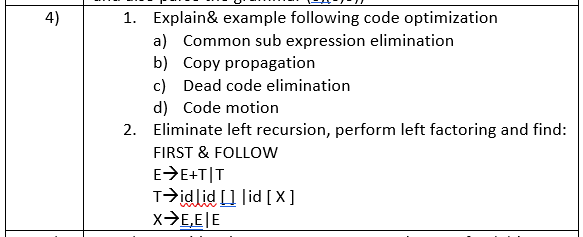 4) 1. Explain& example following code optimization
a) Common sub expression elimination
b) Copy propagation
c) Dead code elimination
d) Code motion
2. Eliminate left recursion, perform left factoring and find:
FIRST & FOLLOW
E→E+T|T
T→id|id [] |id [ X ]
X→E,E|E